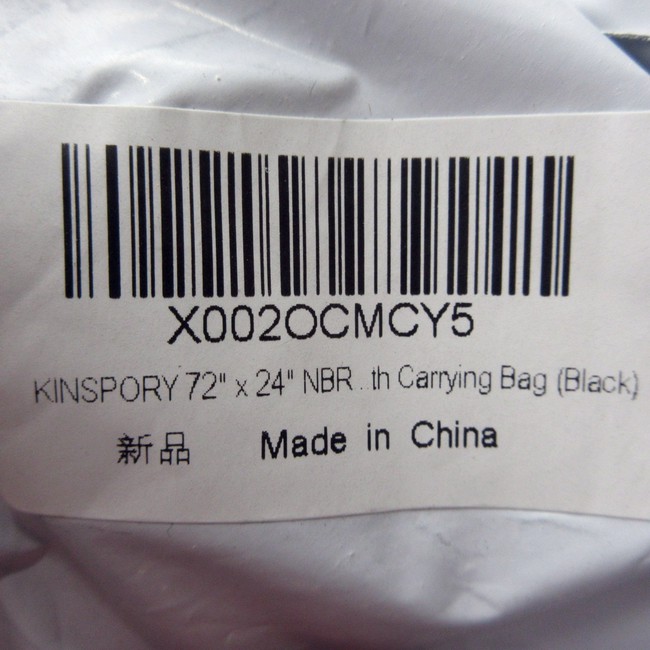 X002OCMCY5
KINSPORY 72" x 24" NBR...th Carrying Bag (Black)
新品 Made in China